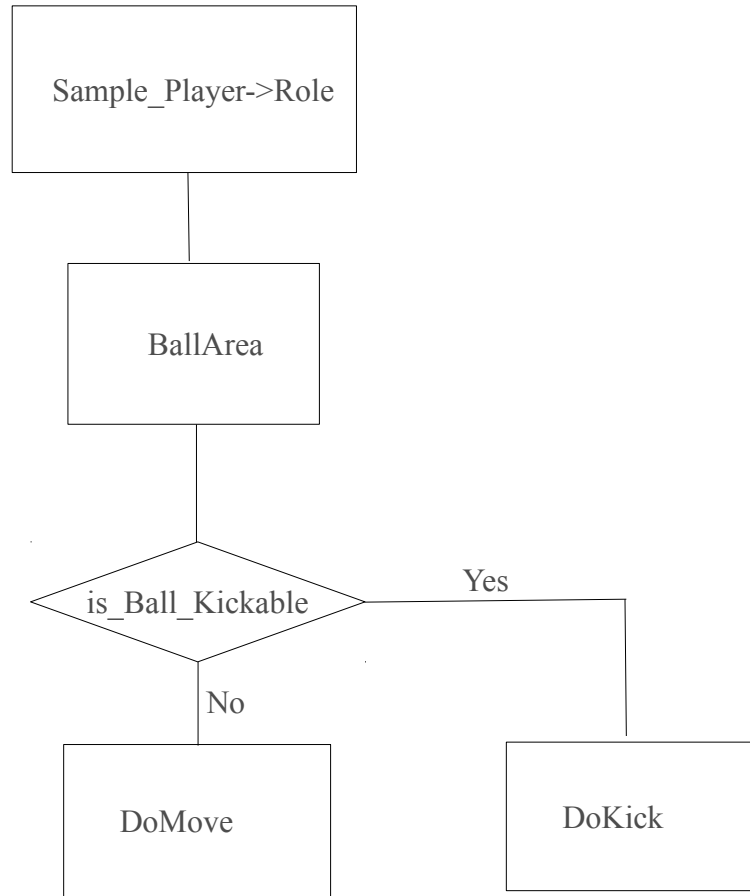 Sample_Player->Role
BallArea
is_Ball_Kickable
Yes
No
DoMove
DoKick